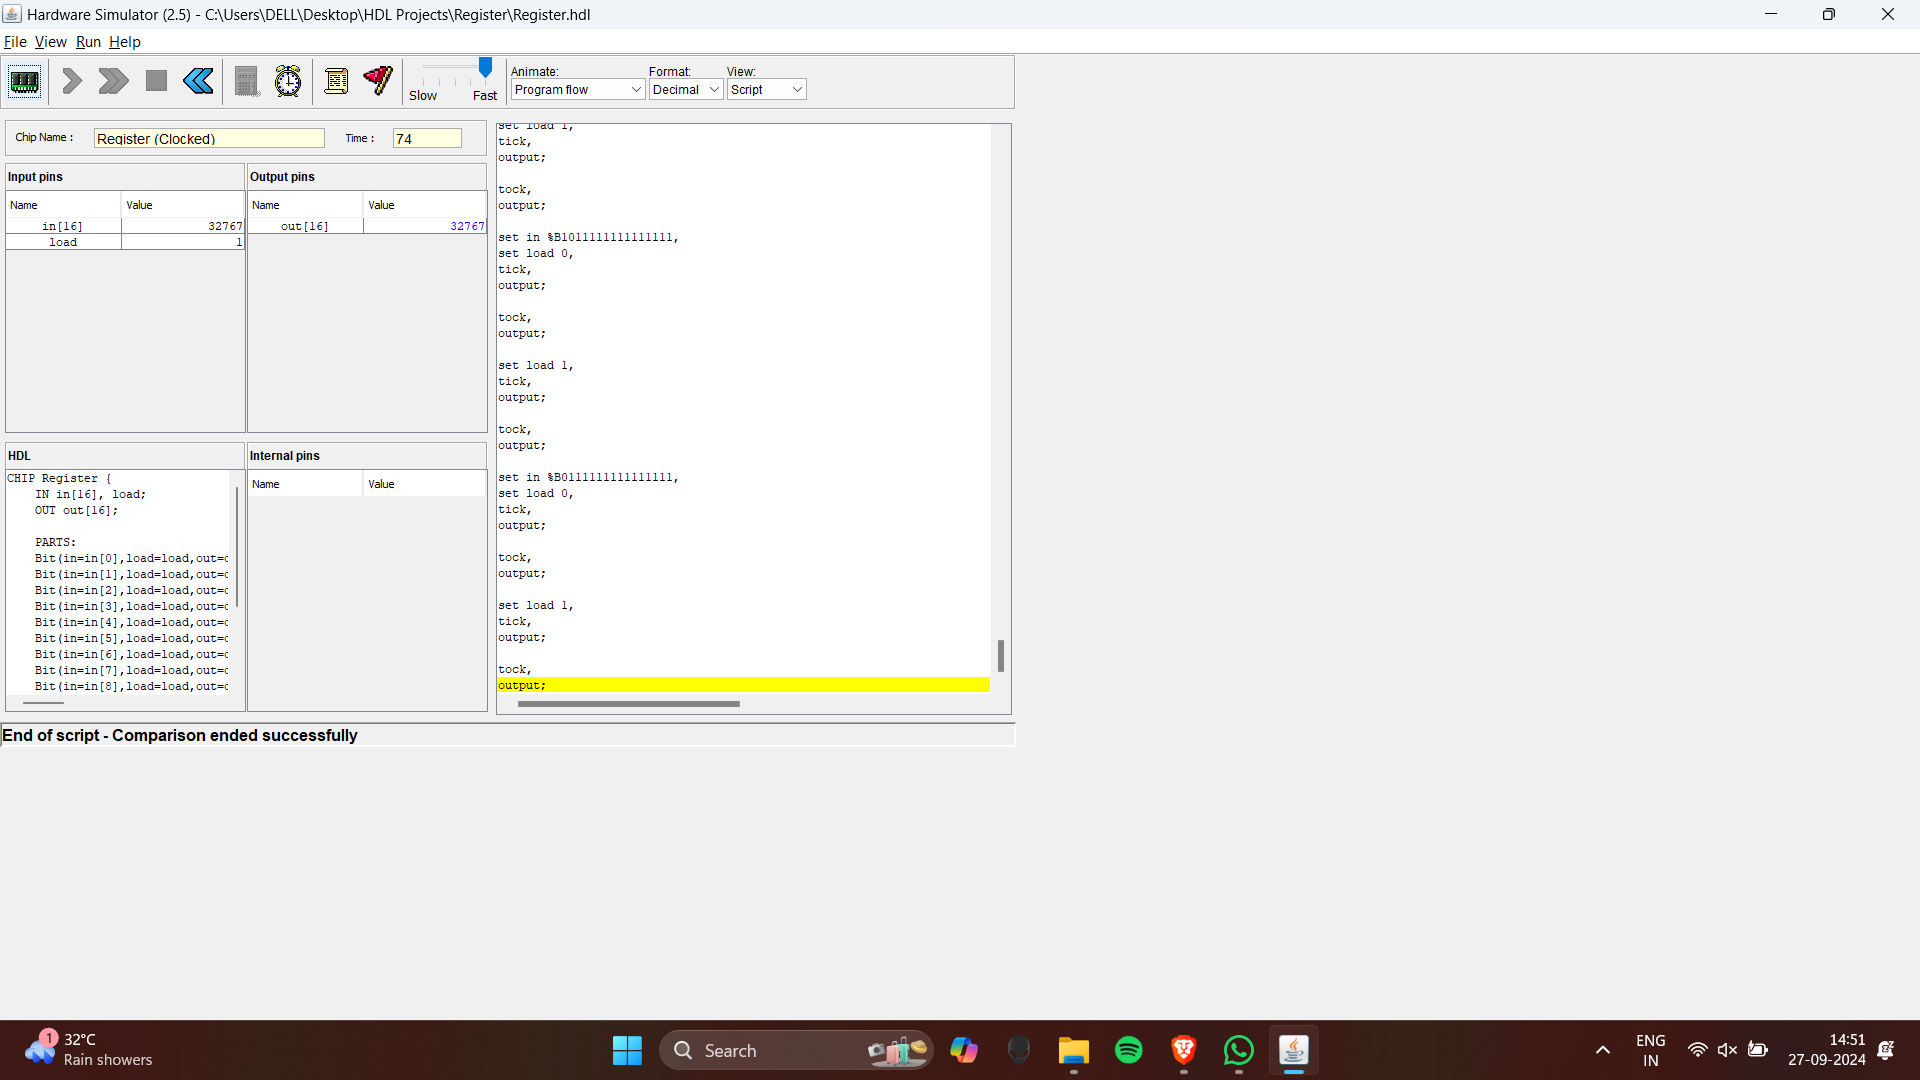 Hardware Simulator (2.5) - C:\Users\DELL\Desktop\HDL Projects\Register\Register.hdl
File View Run Help
Slow
Fast
Animate:
Program flow
Format:
Decimal
View:
Script
Chip Name :
Register (Clocked)
Time :
74
Input pins
Name Value
in[16] 32767
load 1
Output pins
Name Value
out[16] 32767
HDL
CHIP Register {
IN in[16], load;
OUT out[16];
PARTS:
Bit(in=in[0],load=load,out=
Bit(in=in[1],load=load,out=
Bit(in=in[2],load=load,out=
Bit(in=in[3],load=load,out=
Bit(in=in[4],load=load,out=
Bit(in=in[5],load=load,out=
Bit(in=in[6],load=load,out=
Bit(in=in[7],load=load,out=
Bit(in=in[8],load=load,out=
Internal pins
Name Value
set load 1,
tick,
output;
tock,
output;
set in %B1011111111111111,
set load 0,
tick,
output;
tock,
output;
set load 1,
tick,
output;
tock,
output;
set in %B0111111111111111,
set load 0,
tick,
output;
tock,
output;
set load 1,
tick,
output;
tock,
output;
End of script - Comparison ended successfully
1
32°C
Rain showers
Search
ENG
IN
14:51
27-09-2024